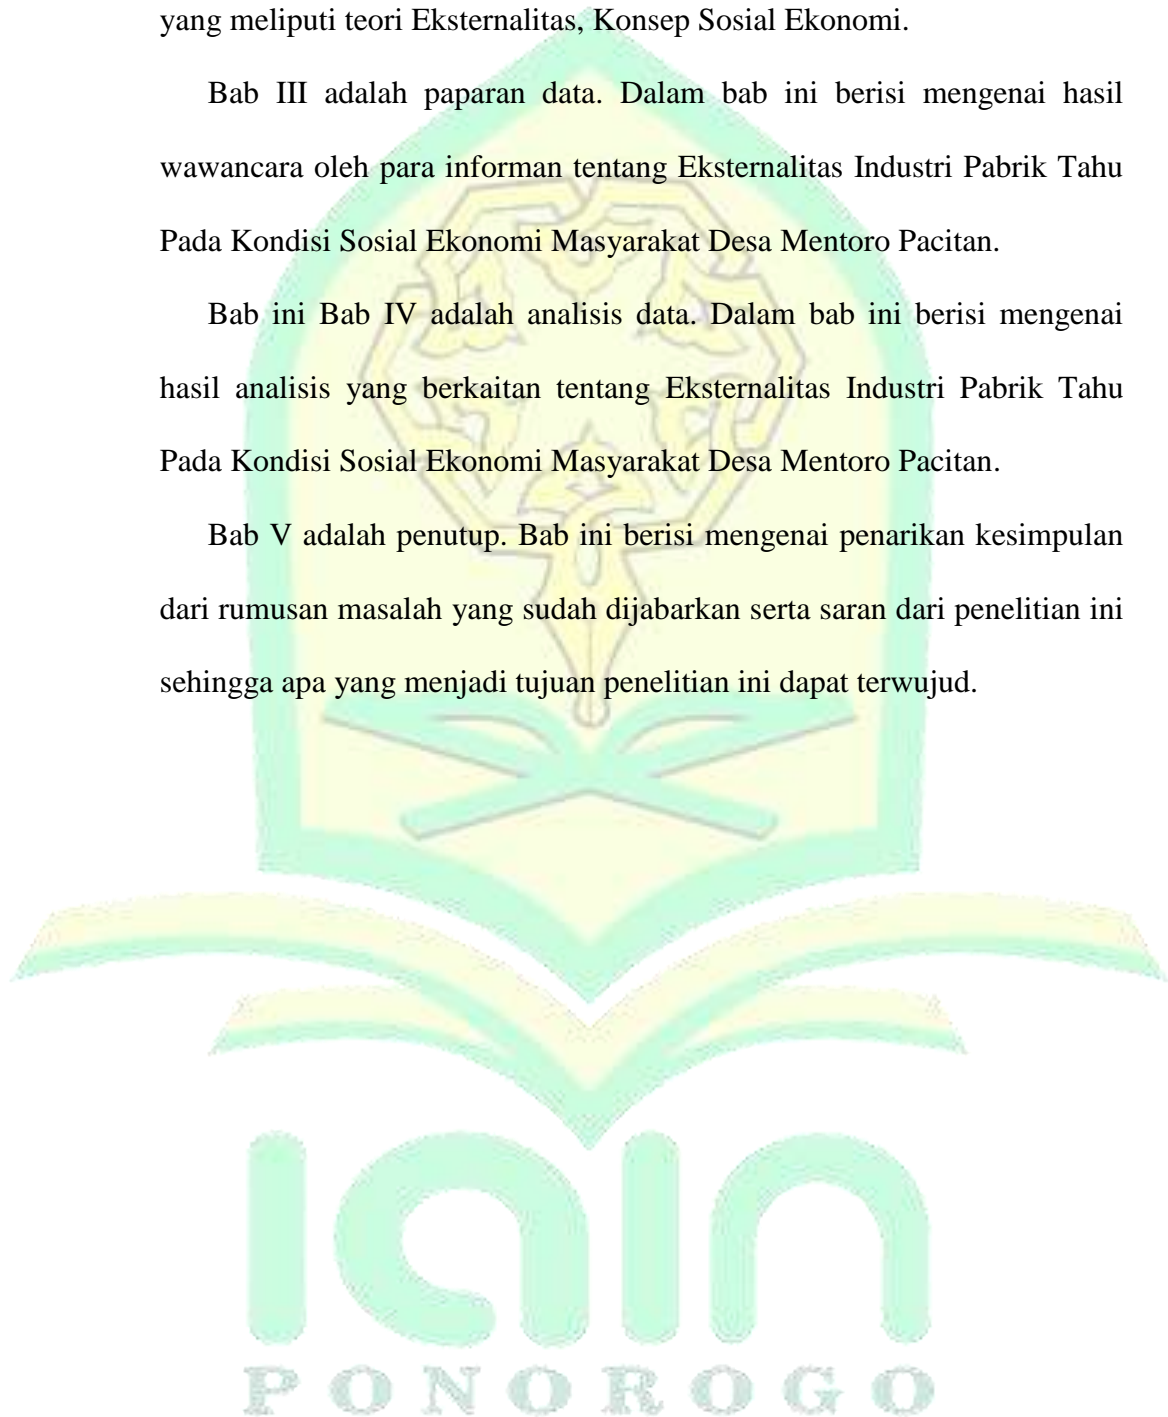 yang meliputi teori Eksternalitas, Konsep Sosial Ekonomi.
Bab III adalah paparan data. Dalam bab ini berisi mengenai hasil
wawancara oleh para informan tentang Eksternalitas Industri Pabrik Tahu
Pada Kondisi Sosial Ekonomi Masyarakat Desa Mentoro Pacitan.
Bab ini Bab IV adalah analisis data. Dalam bab ini berisi mengenai
hasil analisis yang berkaitan tentang Eksternalitas Industri Pabrik Tahu
Pada Kondisi Sosial Ekonomi Masyarakat Desa Mentoro Pacitan.
Bab V adalah penutup. Bab ini berisi mengenai penarikan kesimpulan
dari rumusan masalah yang sudah dijabarkan serta saran dari penelitian ini
sehingga apa yang menjadi tujuan penelitian ini dapat terwujud.
iain
PONOROGO